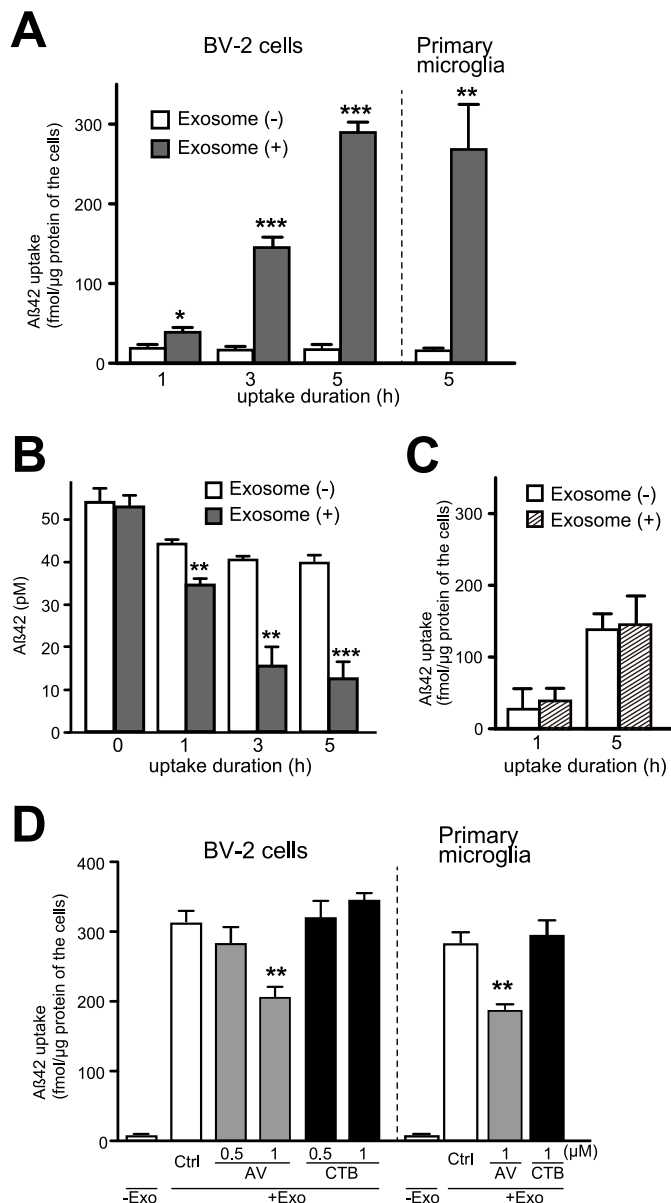 A
BV-2 cells
Primary
microglia
Exosome (-)
Exosome (+)
Aß42 uptake
(fmol/µg protein of the cells)
300
200
100
0
*
***
***
**
1
3
5
5
uptake duration (h)
B
Exosome (-)
Exosome (+)
Aß42 (pM)
50
40
30
20
10
0
**
**
***
0
1
3
5
uptake duration (h)
C
Exosome (-)
Exosome (+)
Aß42 uptake
(fmol/µg protein of the cells)
300
200
100
0
1
5
uptake duration (h)
D
BV-2 cells
Primary
microglia
Aß42 uptake
(fmol/µg protein of the cells)
400
300
200
100
0
**
**
Ctrl
0.5
1
0.5
1
Ctrl
1
1
(µM)
AV
CTB
AV
CTB
-Exo
+Exo
-Exo
+Exo